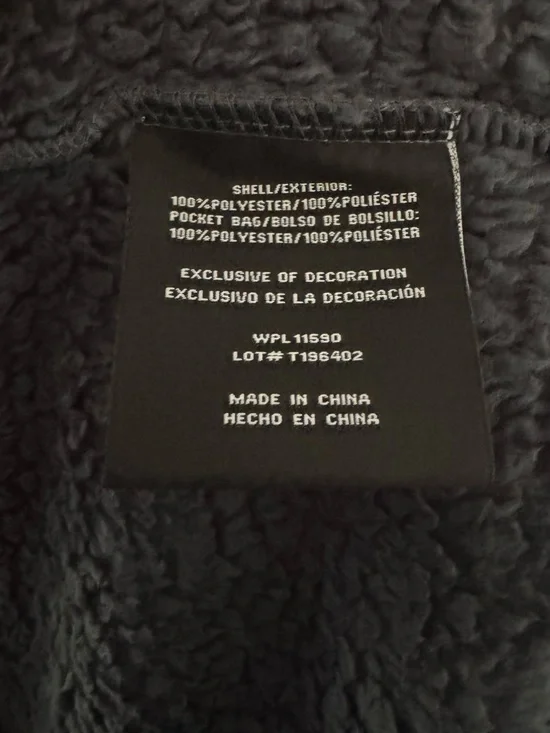 SHELL/EXTERIOR:
100%POLYESTER/100%POLIÉSTER
POCKET BAG/BOLSO DE BOLSILLO:
100%POLYESTER/100%POLIÉSTER
EXCLUSIVE OF DECORATION
EXCLUSIVO DE LA DECORACIÓN
WPL 11590
LOT# T196402
MADE IN CHINA
HECHO EN CHINA